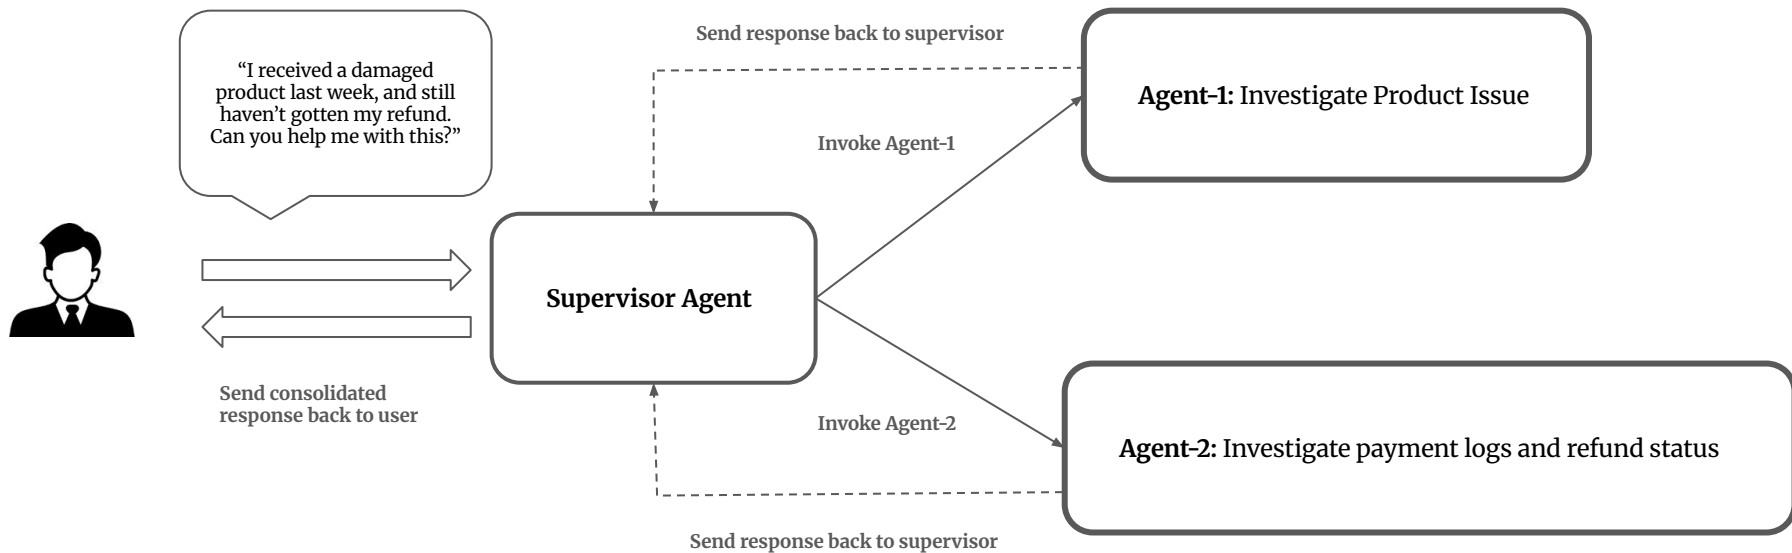 “I received a damaged
product last week, and still
haven’t gotten my refund.
Can you help me with this?”
Send response back to supervisor
Agent-1: Investigate Product Issue
Invoke Agent-1
Supervisor Agent
Send consolidated
response back to user
Invoke Agent-2
Agent-2: Investigate payment logs and refund status
Send response back to supervisor